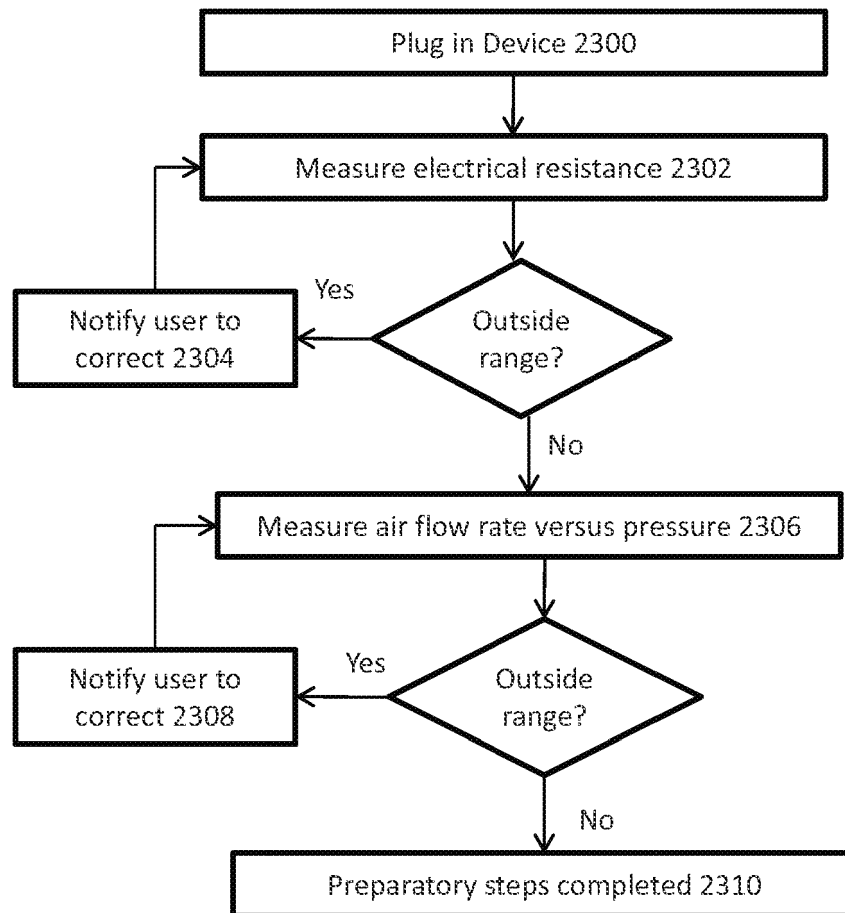 Plug in Device 2300
Measure electrical resistance 2302
Yes
Notify user to
correct 2304
Outside
range?
No
Measure air flow rate versus pressure 2306
Yes
Notify user to
correct 2308
Outside
range?
No
Preparatory steps completed 2310